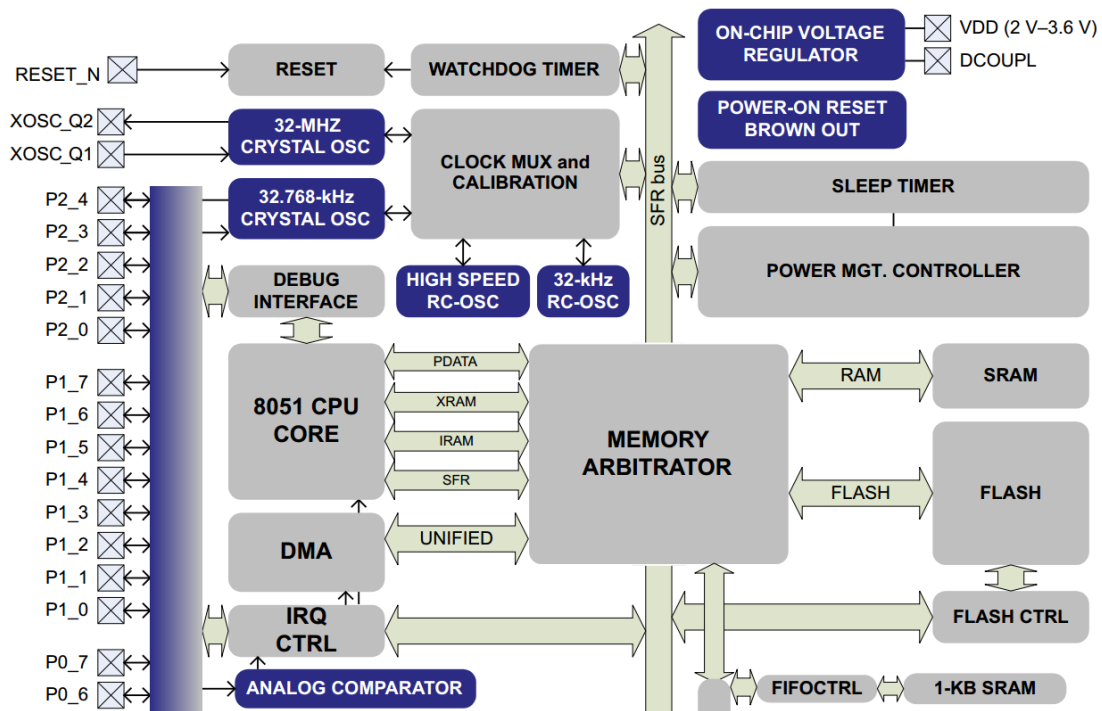 RESET_N
RESET
WATCHDOG TIMER
ON-CHIP VOLTAGE
REGULATOR
VDD (2 V–3.6 V)
DCOUPL
XOSC_Q2
XOSC_Q1
32-MHZ
CRYSTAL OSC
CLOCK MUX and
CALIBRATION
SFR bus
POWER-ON RESET
BROWN OUT
P2_4
P2_3
P2_2
P2_1
P2_0
32.768-kHz
CRYSTAL OSC
SLEEP TIMER
HIGH SPEED
RC-OSC
32-kHz
RC-OSC
POWER MGT. CONTROLLER
DEBUG
INTERFACE
P1_7
P1_6
P1_5
P1_4
P1_3
P1_2
P1_1
P1_0
8051 CPU
CORE
PDATA
XRAM
IRAM
SFR
MEMORY
ARBITRATOR
RAM
SRAM
FLASH
FLASH
DMA
UNIFIED
IRQ
CTRL
FLASH CTRL
P0_7
P0_6
ANALOG COMPARATOR
FIFOCTRL
1-KB SRAM